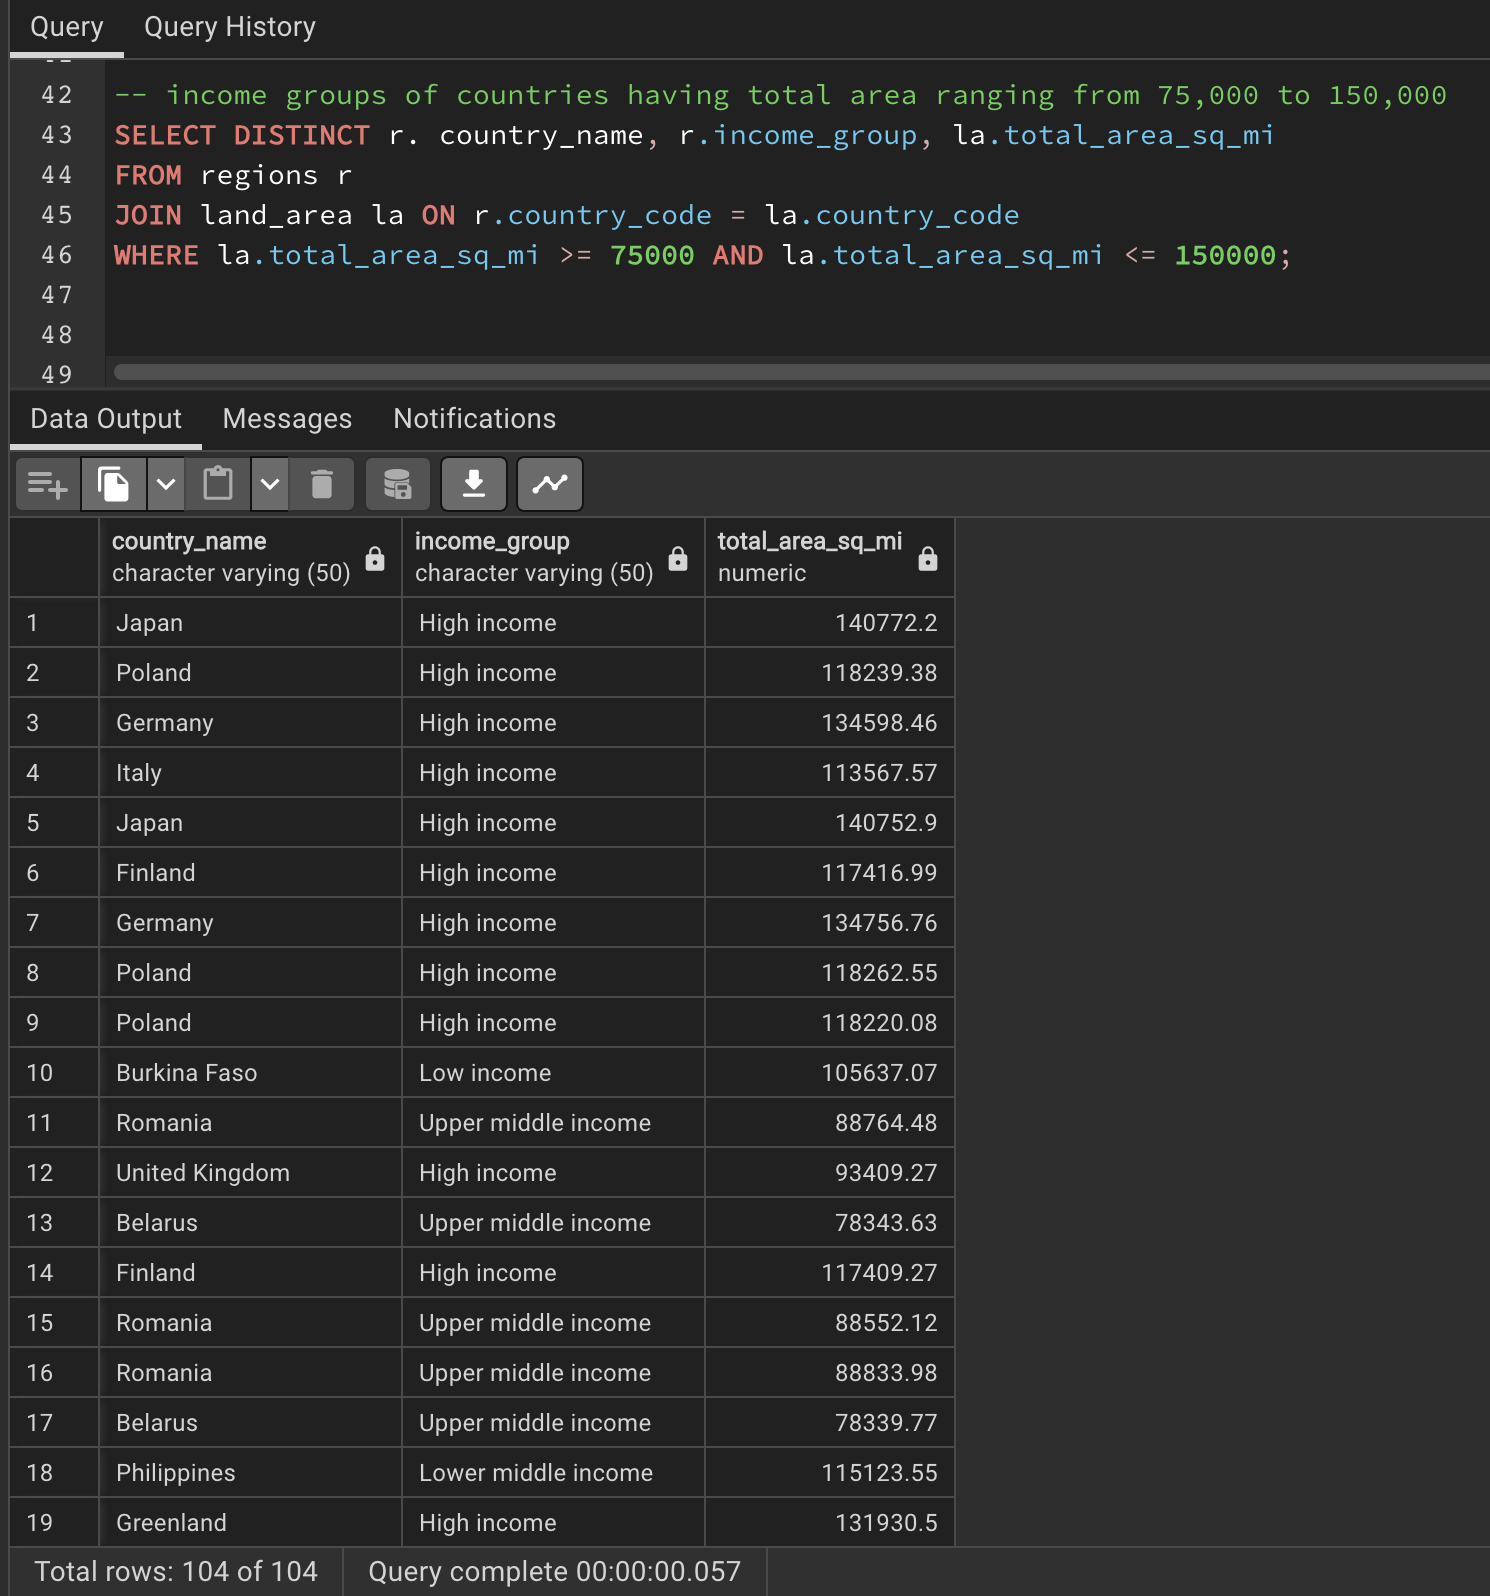 Query Query History
42 -- income groups of countries having total area ranging from 75,000 to 150,000
43 SELECT DISTINCT r. country_name, r.income_group, la.total_area_sq_mi
44 FROM regions r
45 JOIN land_area la ON r.country_code = la.country_code
46 WHERE la.total_area_sq_mi >= 75000 AND la.total_area_sq_mi <= 150000;
47
48
49
Data Output Messages Notifications
country_name income_group total_area_sq_mi
character varying (50) character varying (50) numeric
1 Japan High income 140772.2
2 Poland High income 118239.38
3 Germany High income 134598.46
4 Italy High income 113567.57
5 Japan High income 140752.9
6 Finland High income 117416.99
7 Germany High income 134756.76
8 Poland High income 118262.55
9 Poland High income 118220.08
10 Burkina Faso Low income 105637.07
11 Romania Upper middle income 88764.48
12 United Kingdom High income 93409.27
13 Belarus Upper middle income 78343.63
14 Finland High income 117409.27
15 Romania Upper middle income 88552.12
16 Romania Upper middle income 88833.98
17 Belarus Upper middle income 78339.77
18 Philippines Lower middle income 115123.55
19 Greenland High income 131930.5
Total rows: 104 of 104 Query complete 00:00:00.057